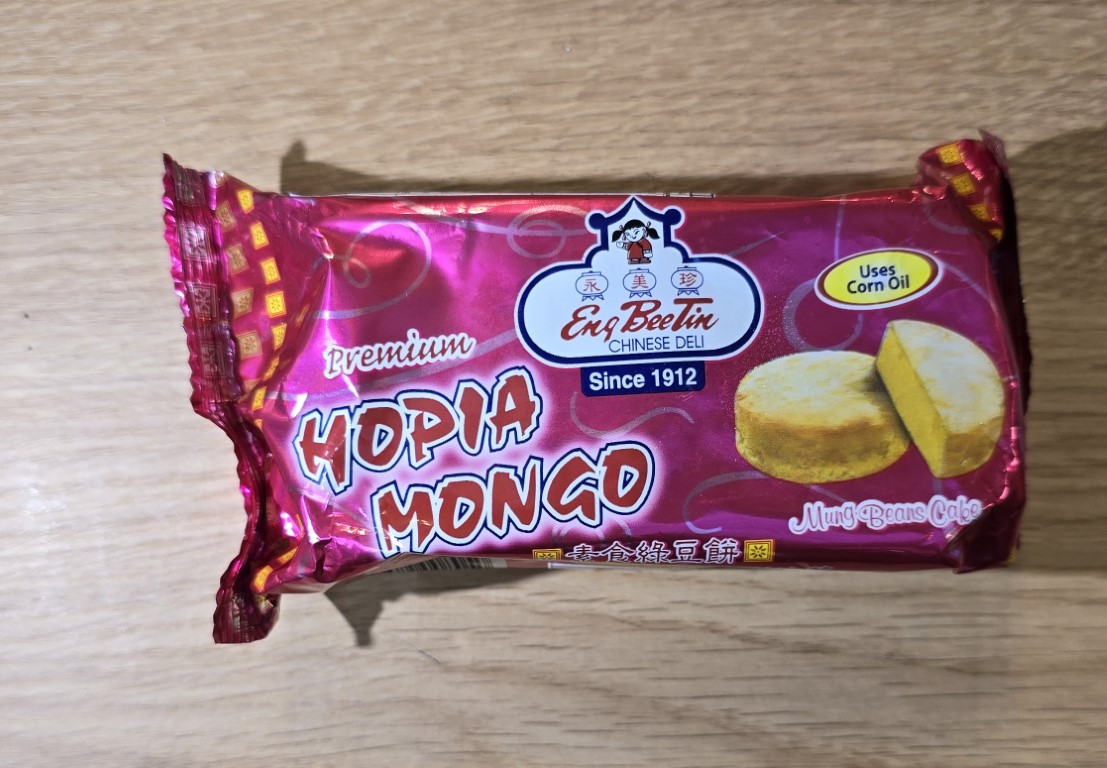 永 美 珍
Eng Bee Tin
CHINESE DELI
Since 1912
Uses
Corn Oil
Premium
HOPIA
MONGO
Mung Beans Cake
素食綠豆餅